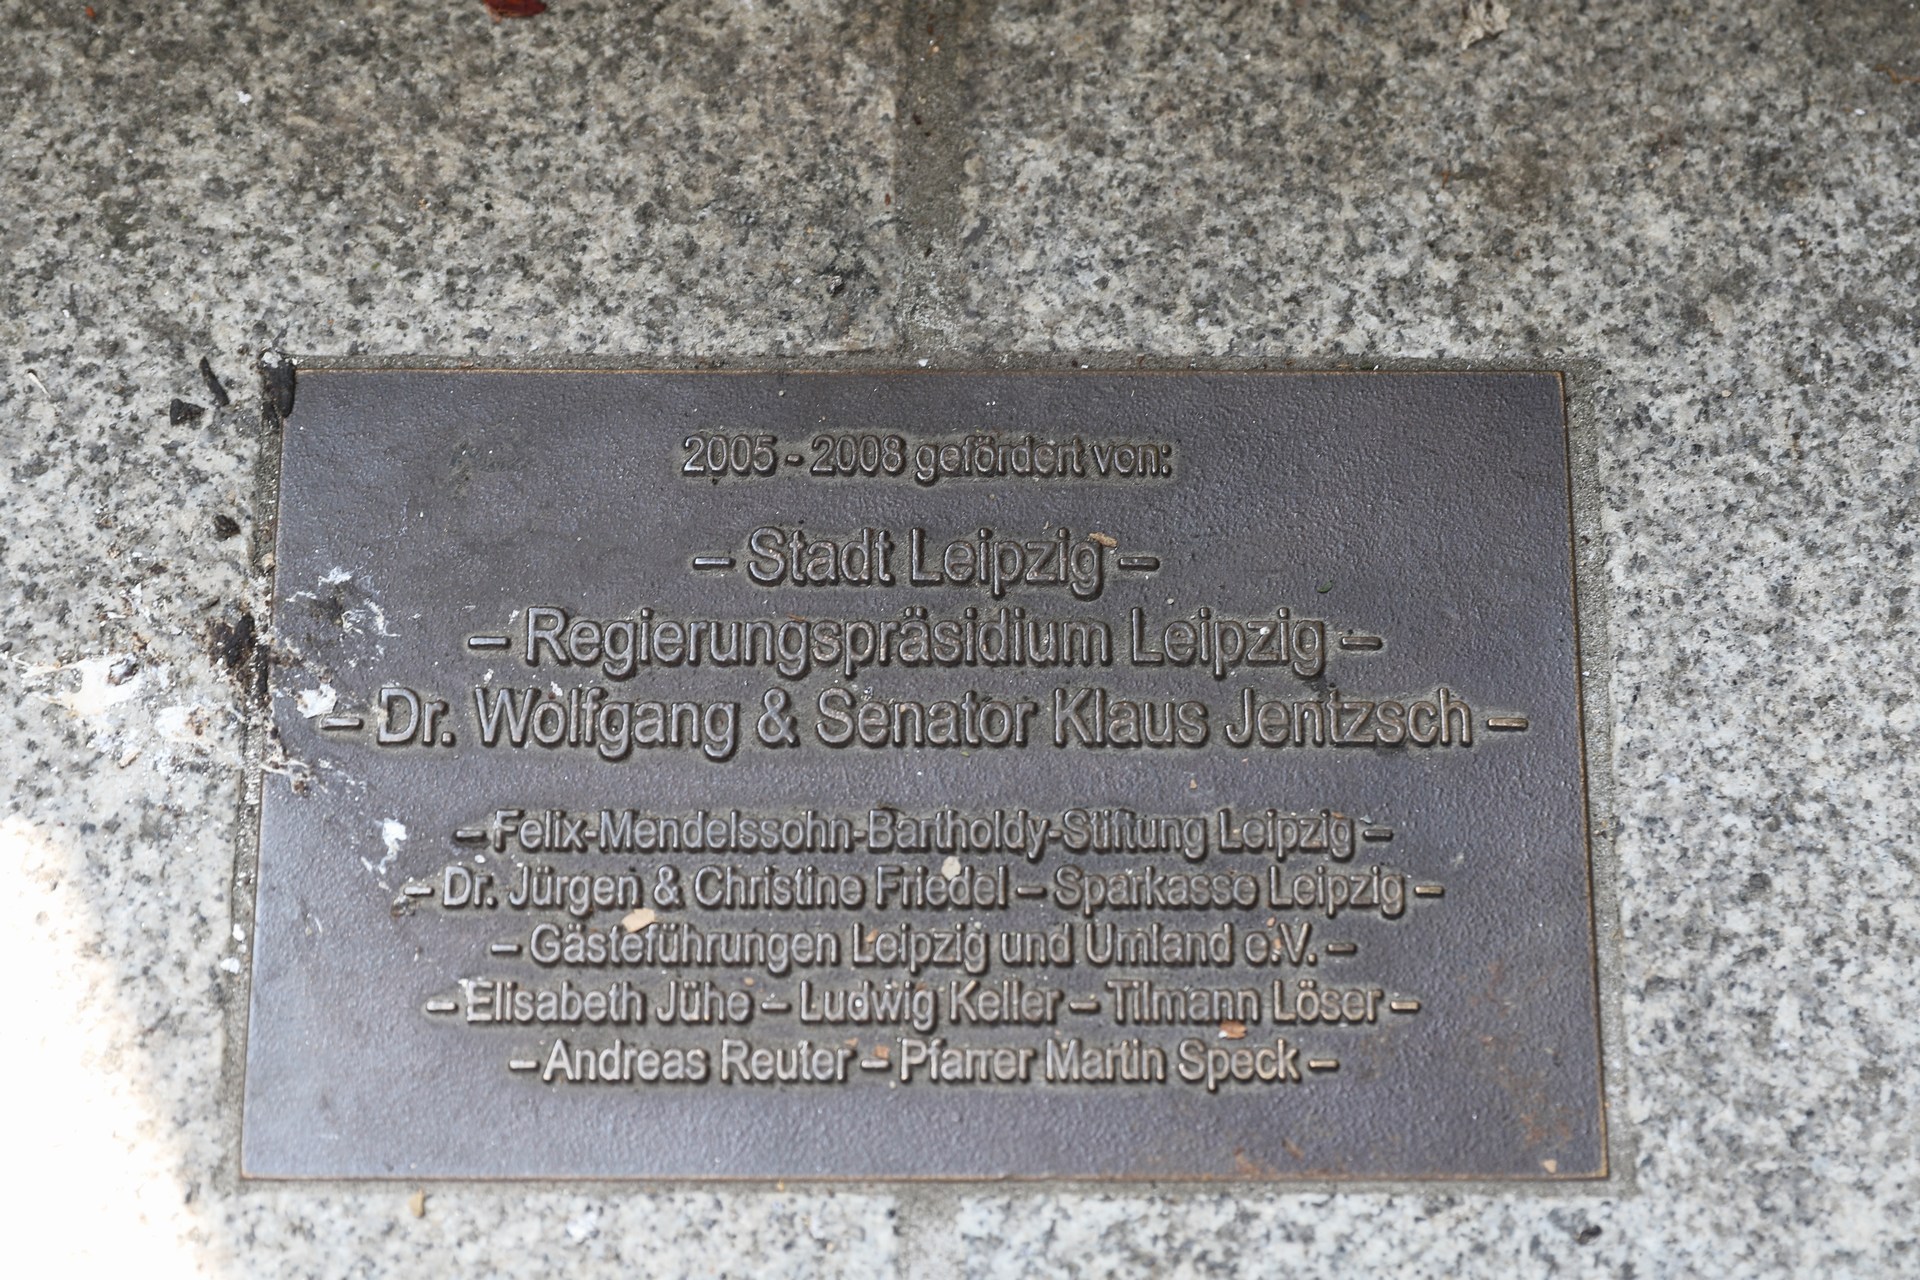 2005 - 2008 gefördert von:
– Stadt Leipzig –
– Regierungspräsidium Leipzig –
– Dr. Wolfgang & Senator Klaus Jentzsch –
– Felix-Mendelssohn-Bartholdy-Stiftung Leipzig –
– Dr. Jürgen & Christine Friedel – Sparkasse Leipzig –
– Gästeführungen Leipzig und Umland e.V. –
– Elisabeth Jühe – Ludwig Keller – Tilmann Löser –
– Andreas Reuter – Pfarrer Martin Speck –